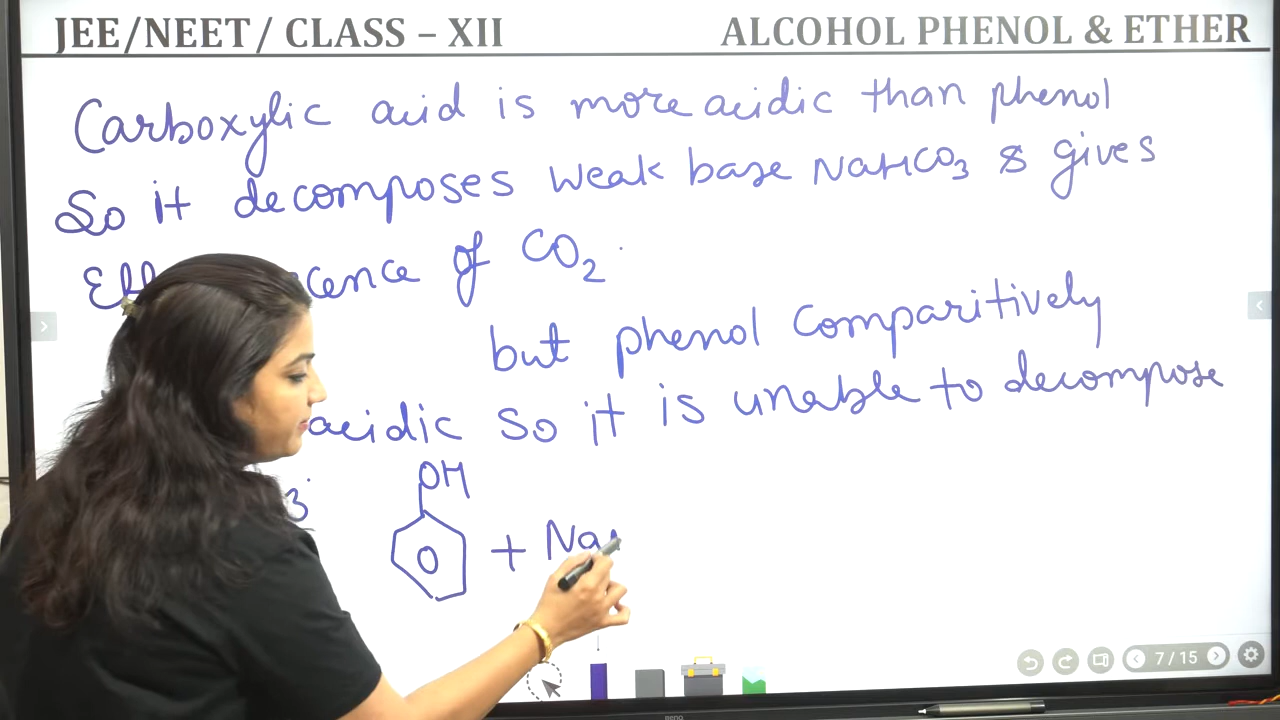 JEE/NEET/ CLASS – XII
ALCOHOL PHENOL & ETHER
Carboxylic acid is more acidic than phenol
So it decomposes weak base NaHCO3 & gives
of CO2
but phenol Comparitively
acidic So it is unable to decompose
3
OH
+ Na
7/15